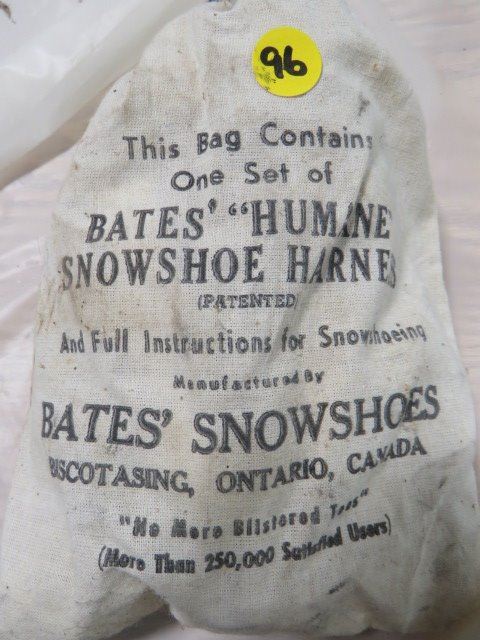 96
This Bag Contains
One Set of
BATES' "HUMANE
SNOWSHOE HARNES
(PATENTED)
And Full Instructions for Snowshoeing
Manufactured By
BATES' SNOWSHOES
BISCOTASING, ONTARIO, CANADA
"No More Blistered Toes"
(More Than 250,000 Satisfied Users)